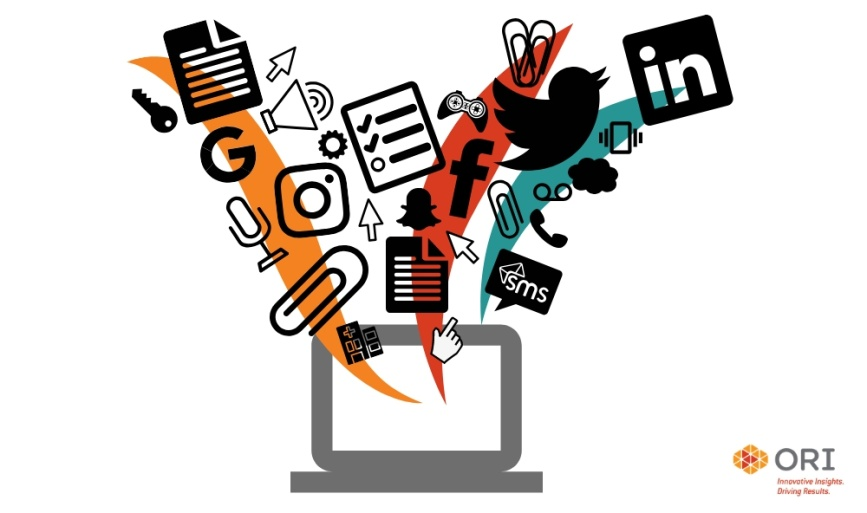 in
G
f
sms
ORI
Innovative Insights.
Driving Results.